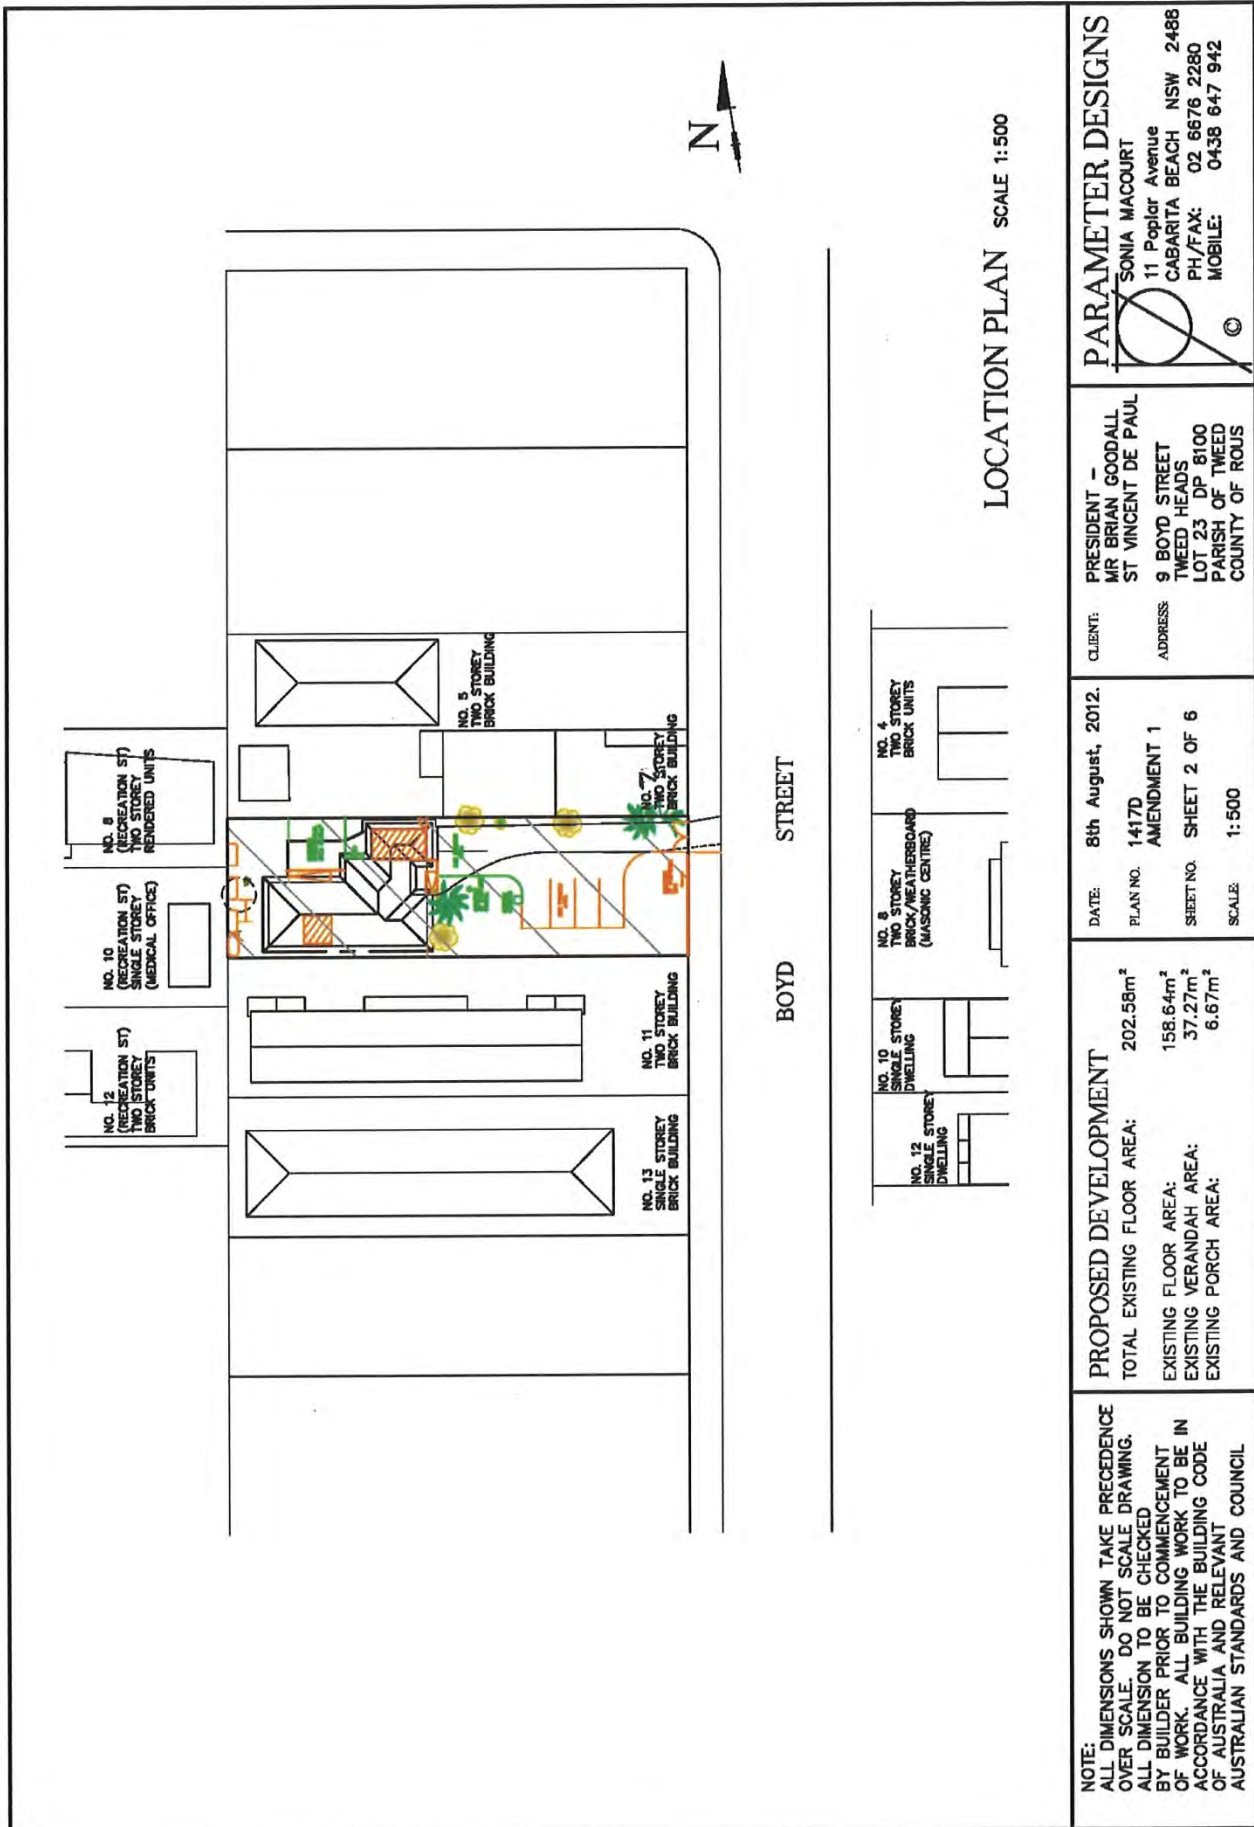 NO. 12
(RECREATION ST)
TWO STOREY
BRICK UNITS
NO. 10
(RECREATION ST)
SINGLE STOREY
(MEDICAL OFFICE)
NO. 8
(RECREATION ST)
TWO STOREY
RENDERED UNITS
NO. 13
SINGLE STOREY
BRICK BUILDING
NO. 11
TWO STOREY
BRICK BUILDING
NO. 7
TWO STOREY
BRICK BUILDING
NO. 5
TWO STOREY
BRICK BUILDING
N
BOYD STREET
NO. 12
SINGLE STOREY
DWELLING
NO. 10
SINGLE STOREY
DWELLING
NO. 8
TWO STOREY
BRICK/WEATHERBOARD
(MASONIC CENTRE)
NO. 4
TWO STOREY
BRICK UNITS
LOCATION PLAN SCALE 1:500
NOTE:
ALL DIMENSIONS SHOWN TAKE PRECEDENCE
OVER SCALE. DO NOT SCALE DRAWING.
ALL DIMENSION TO BE CHECKED
BY BUILDER PRIOR TO COMMENCEMENT
OF WORK. ALL BUILDING WORK TO BE IN
ACCORDANCE WITH THE BUILDING CODE
OF AUSTRALIA AND RELEVANT
AUSTRALIAN STANDARDS AND COUNCIL
PROPOSED DEVELOPMENT
TOTAL EXISTING FLOOR AREA: 202.58m²
EXISTING FLOOR AREA: 158.64m²
EXISTING VERANDAH AREA: 37.27m²
EXISTING PORCH AREA: 6.67m²
DATE: 8th August, 2012.
PLAN NO. 1417D
AMENDMENT 1
SHEET NO. SHEET 2 OF 6
SCALE: 1:500
CLIENT: PRESIDENT –
MR BRIAN GOODALL
ST VINCENT DE PAUL
ADDRESS: 9 BOYD STREET
TWEED HEADS
LOT 23 DP 8100
PARISH OF TWEED
COUNTY OF ROUS
PARAMETER DESIGNS
SONIA MACOURT
11 Poplar Avenue
CABARITA BEACH NSW 2488
PH/FAX: 02 6676 2280
MOBILE: 0438 647 942
©